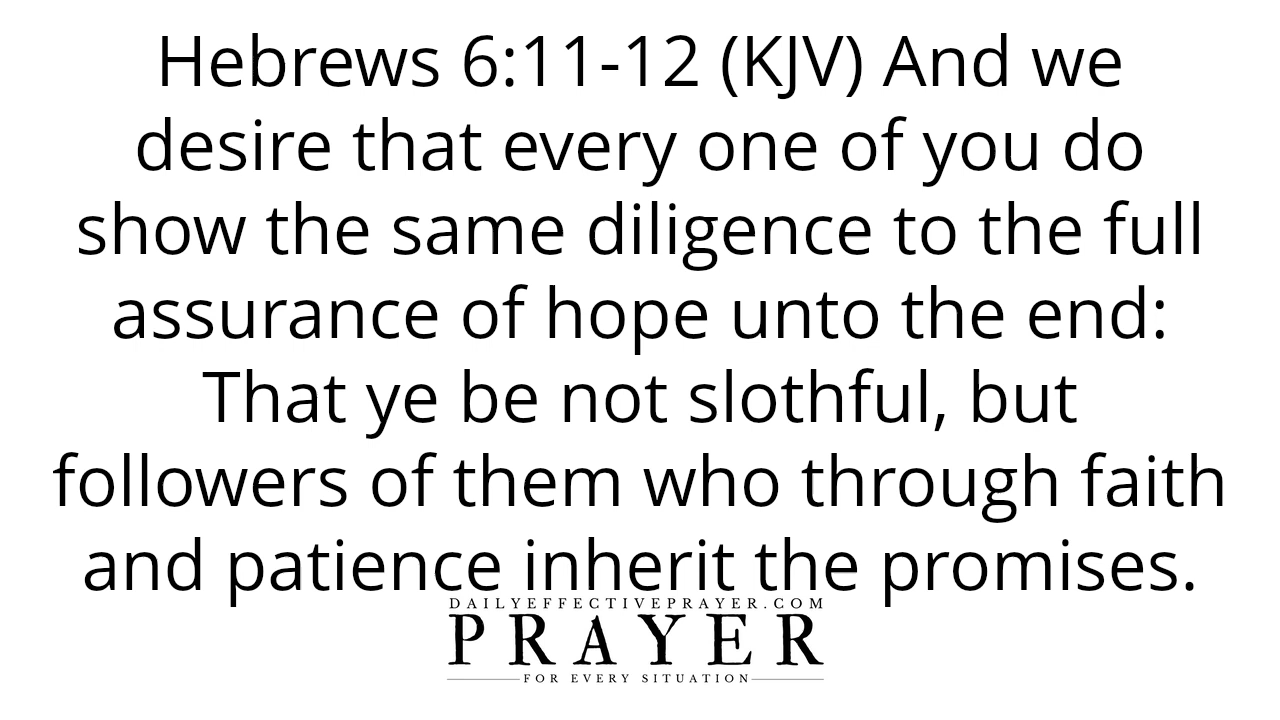 Hebrews 6:11-12 (KJV) And we
desire that every one of you do
show the same diligence to the full
assurance of hope unto the end:
That ye be not slothful, but
followers of them who through faith
and patience inherit the promises.
DAILYEFFECTIVEPRAYER.COM
PRAYER
FOR EVERY SITUATION